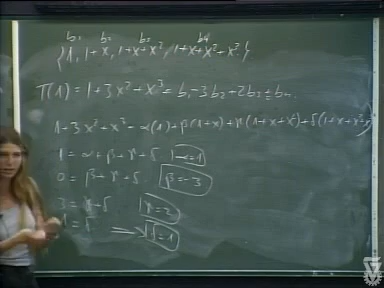 b₁ b₂ b₃ b₄
{1, 1+x, 1+x+x², 1+x+x²+x³}
T(1) = 1+3x²+x³ = b₁-3b₂+2b₃+b₄
1+3x²+x³ = α(1)+β(1+x)+γ(1+x+x²)+δ(1+x+x²+x³)
1 = α+β+γ+δ α=1
0 = β+γ+δ β=-3
3 = γ+δ γ=2
1 = δ ⇒ δ=1